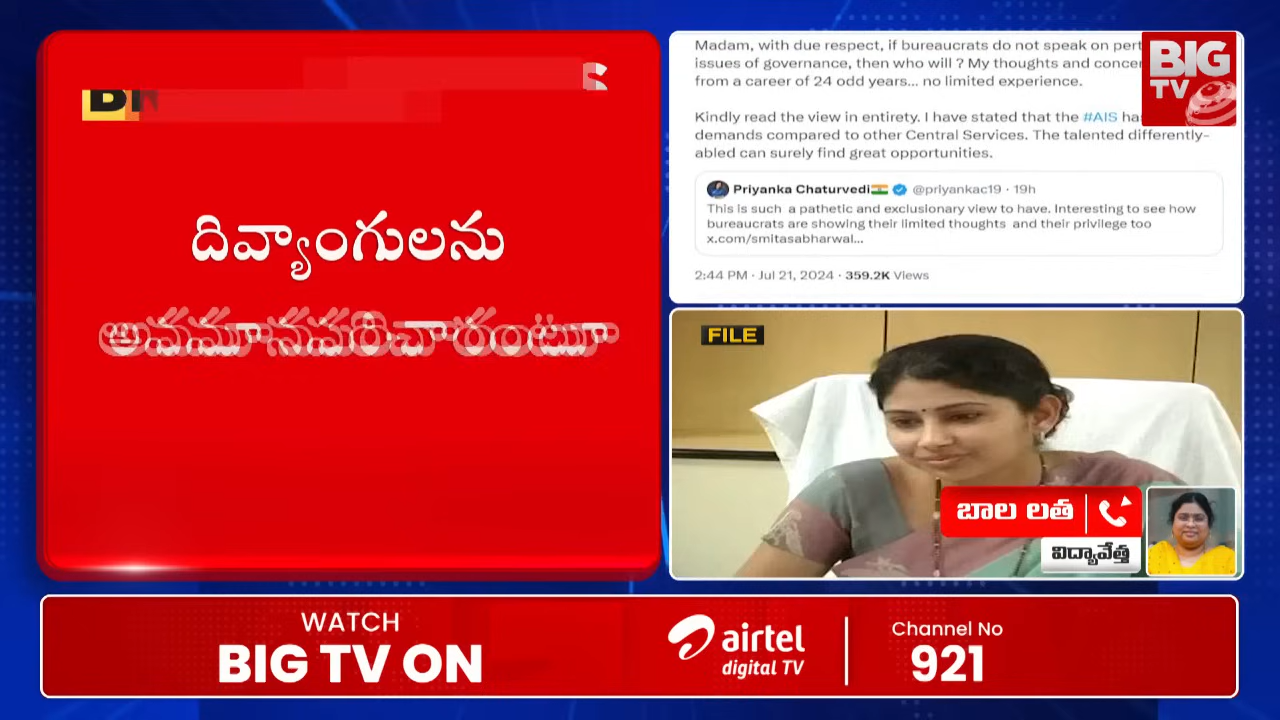 దివ్యాంగులను
అవమానపరిచారంటూ
Madam, with due respect, if bureaucrats do not speak on
issues of governance, then who will ? My thoughts and
from a career of 24 odd years... no limited experience.
Kindly read the view in entirety. I have stated that the #AIS
demands compared to other Central Services. The talented differently-
abled can surely find great opportunities.
Priyanka Chaturvedi @priyankac19 · 19h
This is such a pathetic and exclusionary view to have. Interesting to see how
bureaucrats are showing their limited thoughts and their privilege too
x.com/smitasabharwal...
2:44 PM · Jul 21, 2024 · 359.2K Views
BIG
TV
FILE
బాల లత
విద్యావేత్త
WATCH
BIG TV ON
airtel
digital TV
Channel No
921